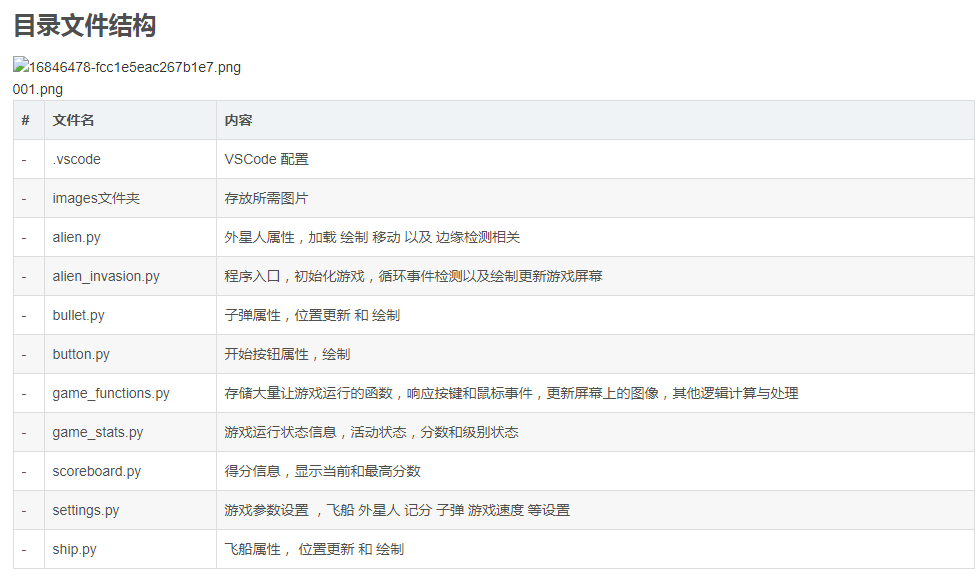 目录文件结构
16846478-fcc1e5eac267b1e7.png
001.png
# 文件名 内容
- .vscode VSCode 配置
- images文件夹 存放所需图片
- alien.py 外星人属性，加载 绘制 移动 以及 边缘检测相关
- alien_invasion.py 程序入口，初始化游戏，循环事件检测以及绘制更新游戏屏幕
- bullet.py 子弹属性，位置更新 和 绘制
- button.py 开始按钮属性，绘制
- game_functions.py 存储大量让游戏运行的函数，响应按键和鼠标事件，更新屏幕上的图像，其他逻辑计算与处理
- game_stats.py 游戏运行状态信息，活动状态，分数和级别状态
- scoreboard.py 得分信息，显示当前和最高分数
- settings.py 游戏参数设置 ，飞船 外星人 记分 子弹 游戏速度 等设置
- ship.py 飞船属性， 位置更新 和 绘制